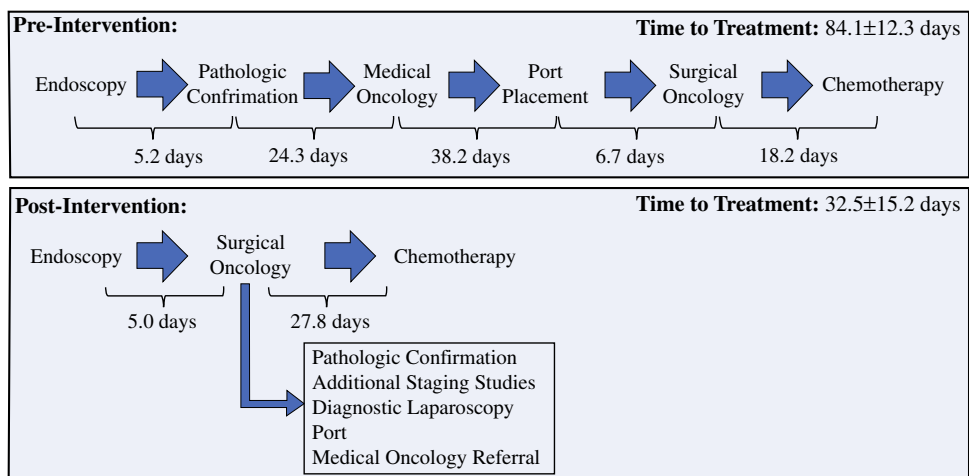 Pre-Intervention:
Time to Treatment: 84.1±12.3 days
Endoscopy
Pathologic
Confrimation
Medical
Oncology
Port
Placement
Surgical
Oncology
Chemotherapy
5.2 days
24.3 days
38.2 days
6.7 days
18.2 days
Post-Intervention:
Time to Treatment: 32.5±15.2 days
Endoscopy
Surgical
Oncology
Chemotherapy
5.0 days
27.8 days
Pathologic Confirmation
Additional Staging Studies
Diagnostic Laparoscopy
Port
Medical Oncology Referral